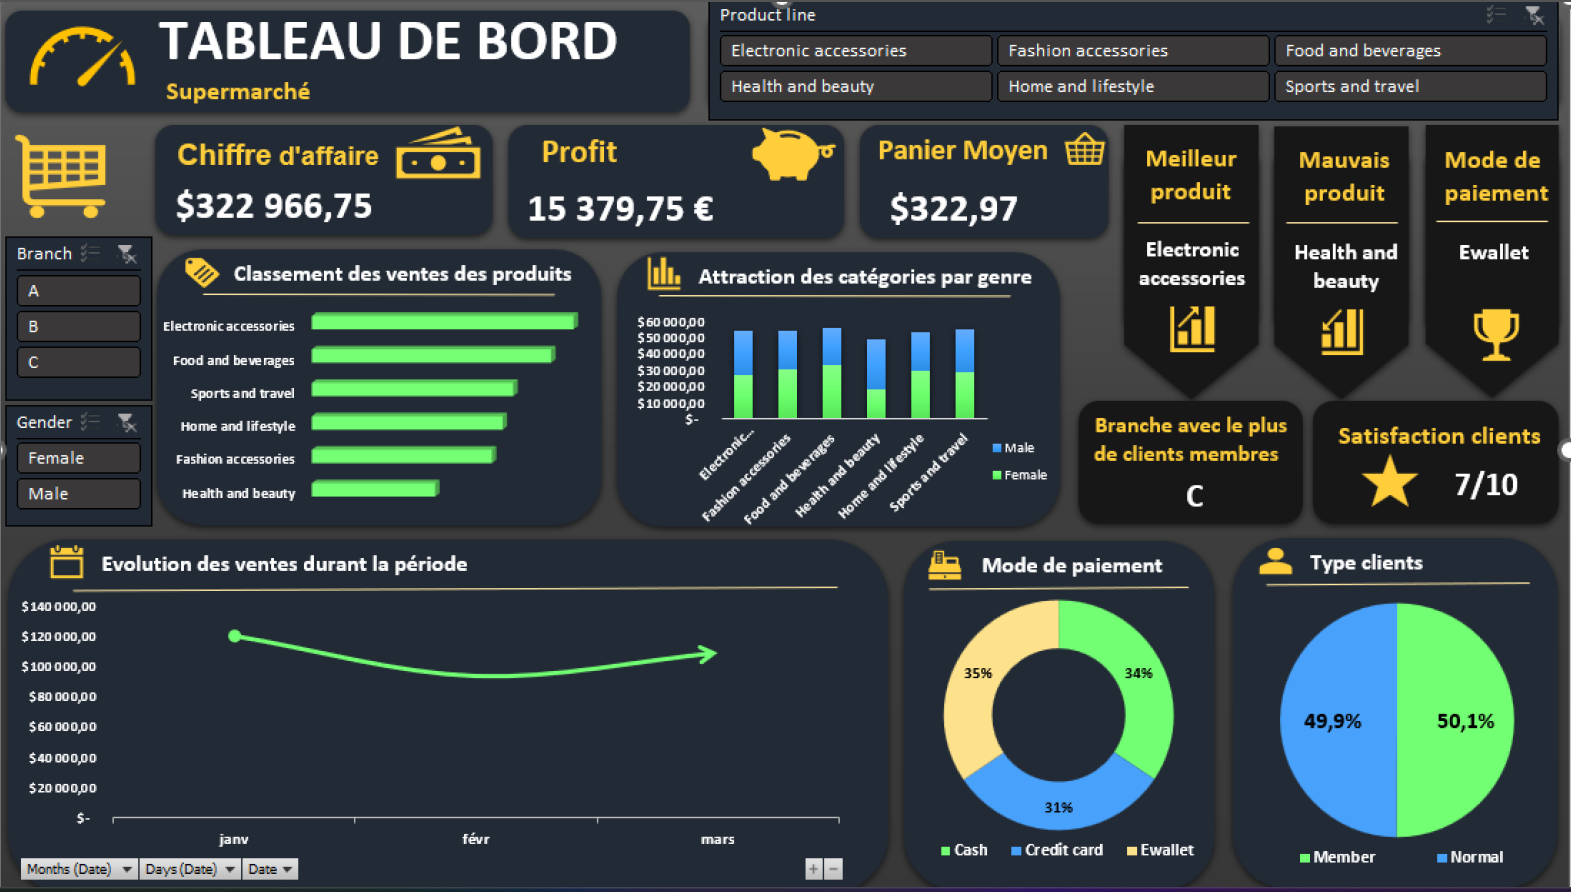 TABLEAU DE BORD
Supermarché
Product line
Electronic accessories
Fashion accessories
Food and beverages
Health and beauty
Home and lifestyle
Sports and travel
Chiffre d'affaire
$322 966,75
Profit
15 379,75 €
Panier Moyen
$322,97
Meilleur
produit
Electronic
accessories
Mauvais
produit
Health and
beauty
Mode de
paiement
Ewallet
Branch
A
B
C
Gender
Female
Male
Classement des ventes des produits
Electronic accessories
Food and beverages
Sports and travel
Home and lifestyle
Fashion accessories
Health and beauty
Attraction des catégories par genre
$60 000,00
$50 000,00
$40 000,00
$30 000,00
$20 000,00
$10 000,00
$-
Electronic...
Fashion accessories
Food and beverages
Health and beauty
Home and lifestyle
Sports and travel
Male
Female
Branche avec le plus
de clients membres
C
Satisfaction clients
7/10
Evolution des ventes durant la période
$140 000,00
$120 000,00
$100 000,00
$80 000,00
$60 000,00
$40 000,00
$20 000,00
$-
janv
févr
mars
Months (Date)
Days (Date)
Date
+
−
Mode de paiement
35%
34%
31%
Cash
Credit card
Ewallet
Type clients
49,9%
50,1%
Member
Normal